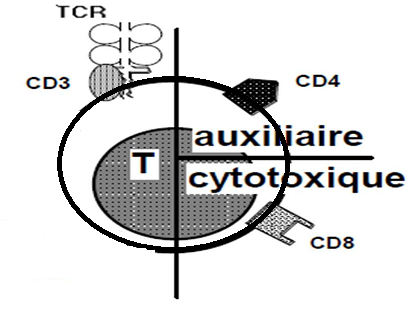 TCR
CD3
CD4
auxiliaire
T
cytotoxique
CD8